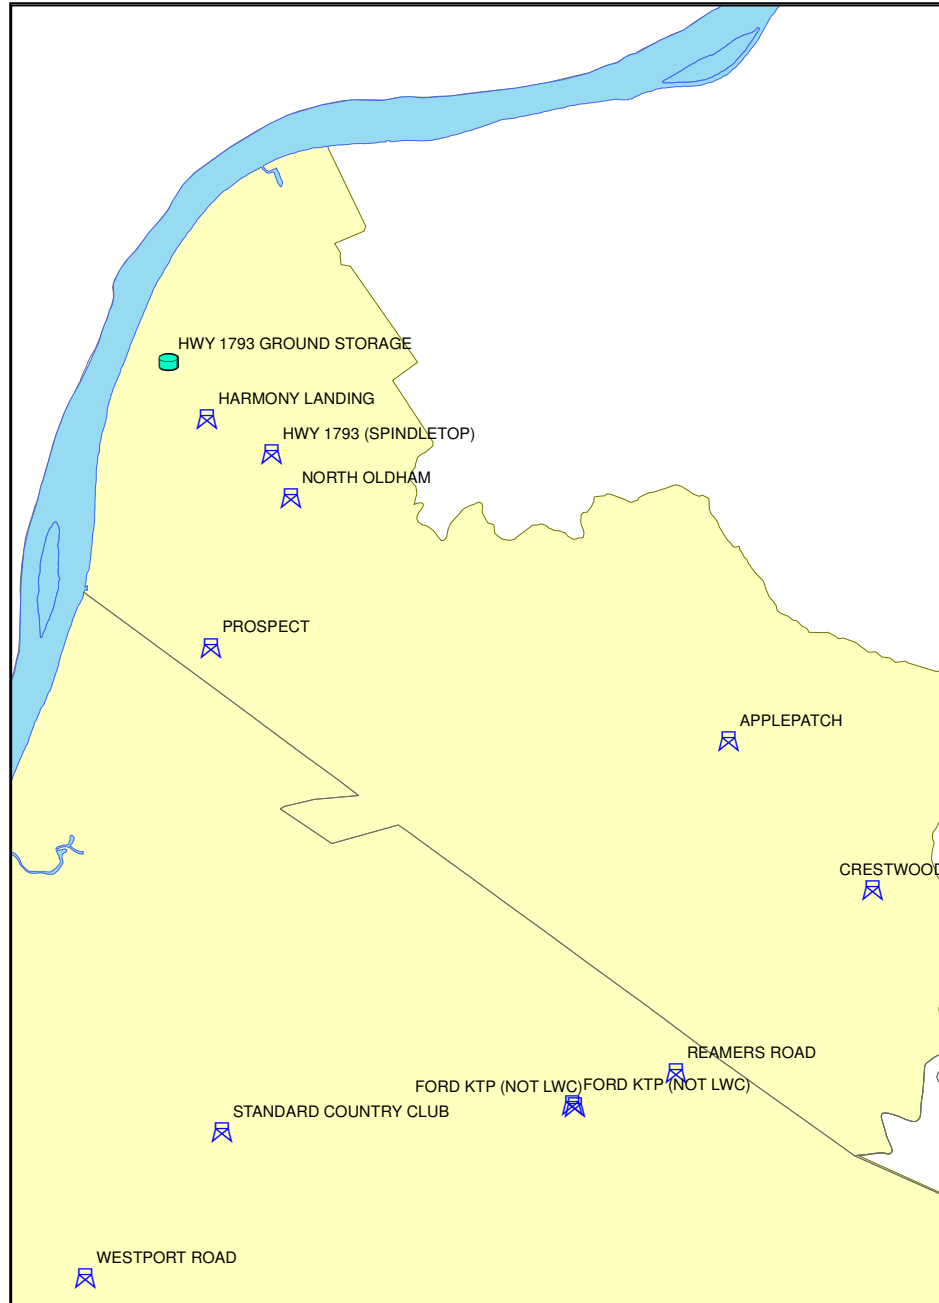 HWY 1793 GROUND STORAGE
HARMONY LANDING
HWY 1793 (SPINDLETOP)
NORTH OLDHAM
PROSPECT
APPLEPATCH
CRESTWOOD
REAMERS ROAD
FORD KTP (NOT LWC)
FORD KTP (NOT LWC)
STANDARD COUNTRY CLUB
WESTPORT ROAD